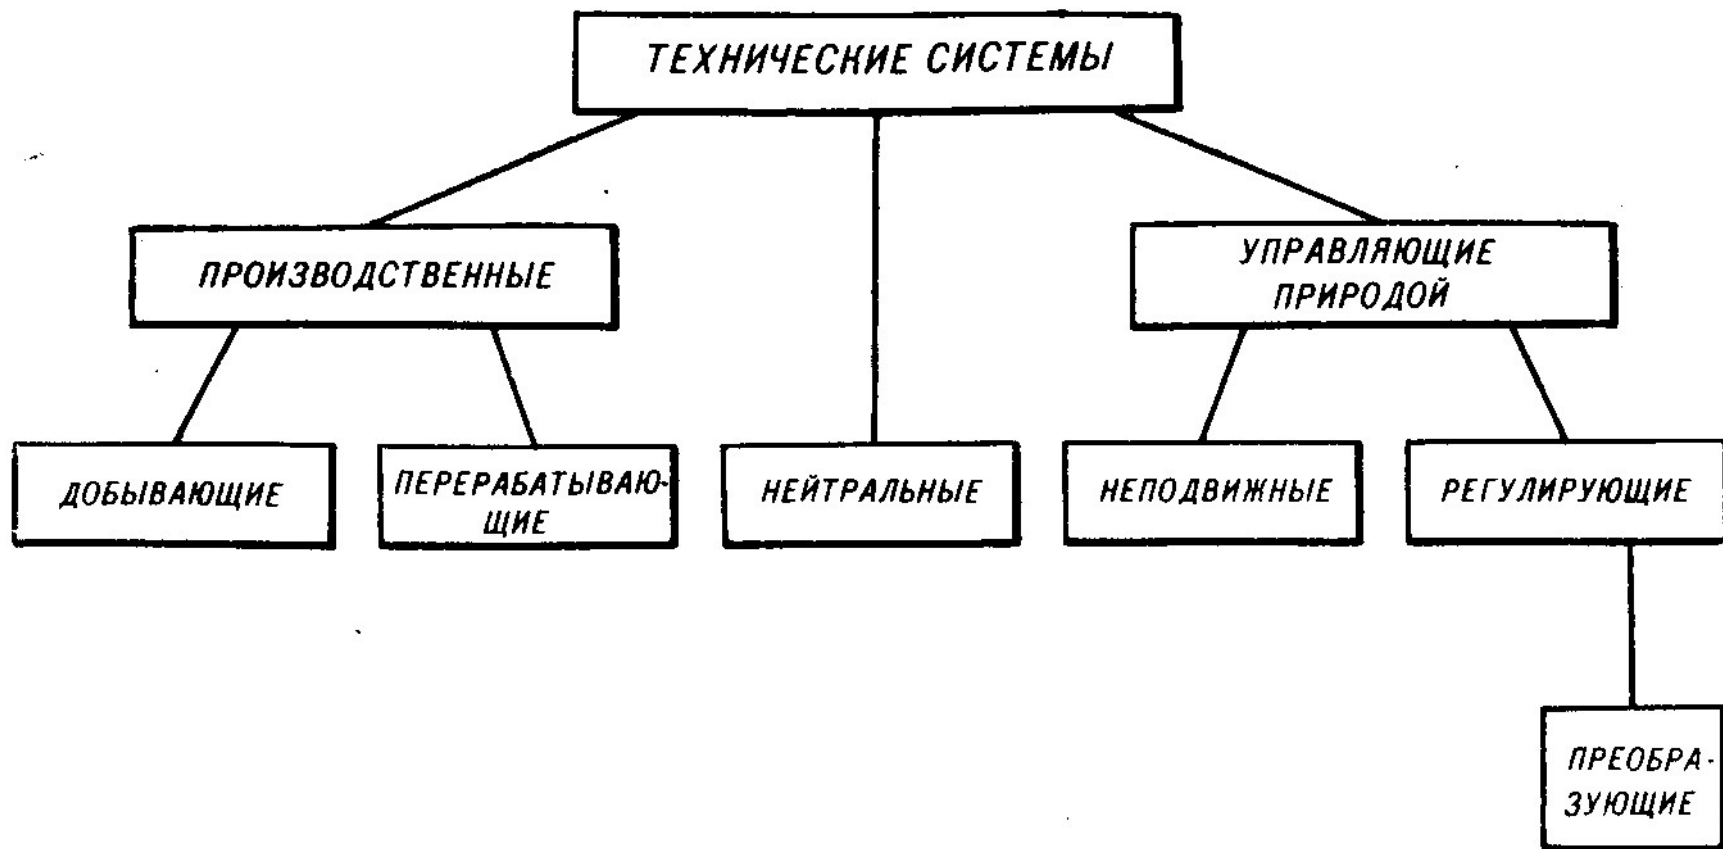 ТЕХНИЧЕСКИЕ СИСТЕМЫ
ПРОИЗВОДСТВЕННЫЕ
УПРАВЛЯЮЩИЕ
ПРИРОДОЙ
ДОБЫВАЮЩИЕ
ПЕРЕРАБАТЫВАЮ-
ЩИЕ
НЕЙТРАЛЬНЫЕ
НЕПОДВИЖНЫЕ
РЕГУЛИРУЮЩИЕ
ПРЕОБРА-
ЗУЮЩИЕ